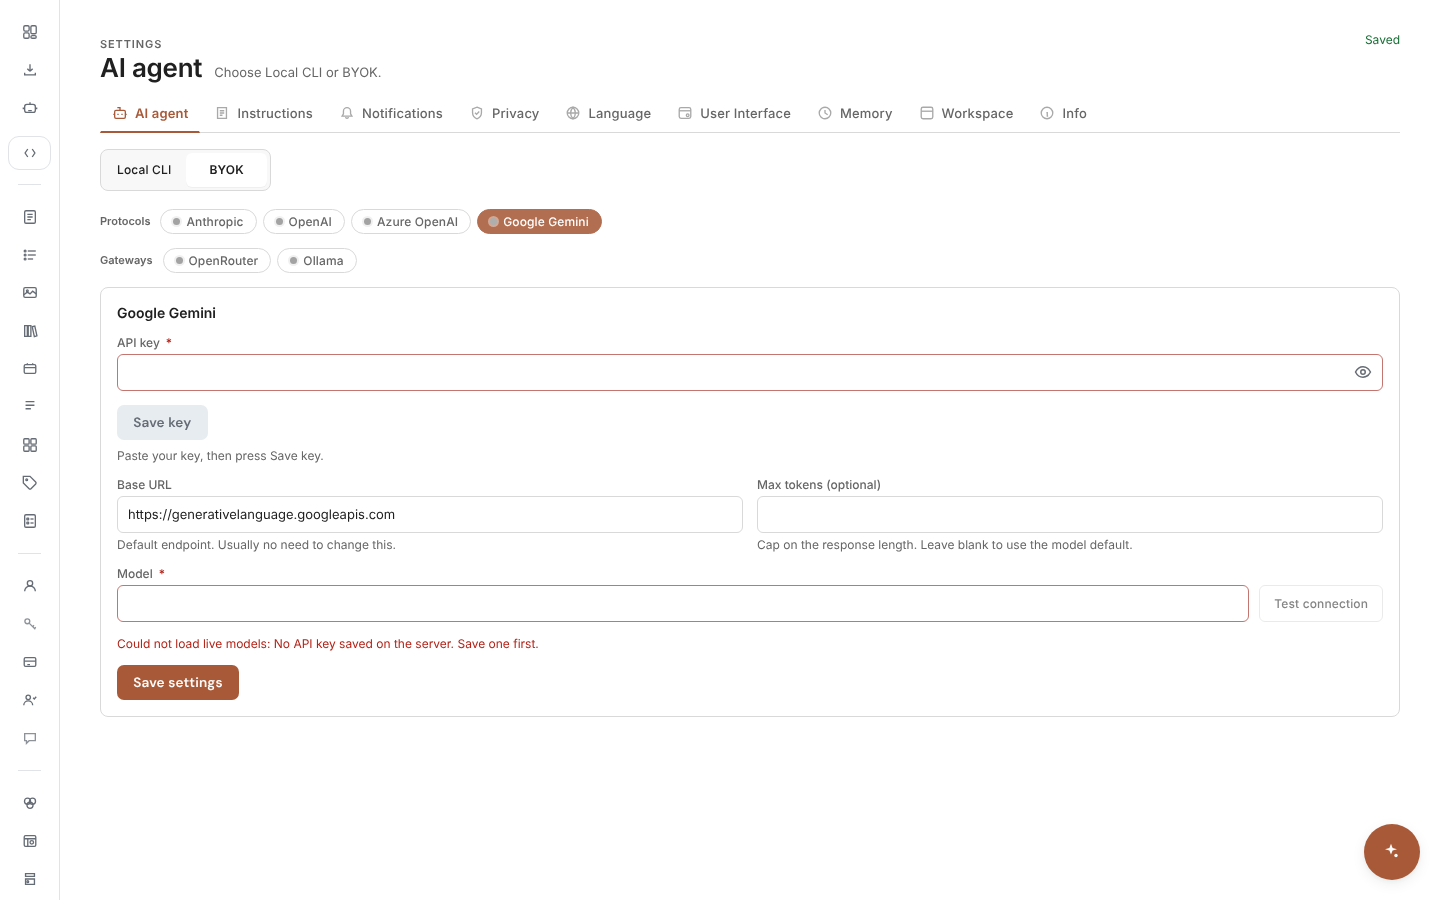 SETTINGS
Saved
AI agent Choose Local CLI or BYOK.
AI agent Instructions Notifications Privacy Language User Interface Memory Workspace Info
Local CLI BYOK
Protocols Anthropic OpenAI Azure OpenAI Google Gemini
Gateways OpenRouter Ollama
Google Gemini
API key *
Save key
Paste your key, then press Save key.
Base URL Max tokens (optional)
https://generativelanguage.googleapis.com
Default endpoint. Usually no need to change this. Cap on the response length. Leave blank to use the model default.
Model *
Test connection
Could not load live models: No API key saved on the server. Save one first.
Save settings